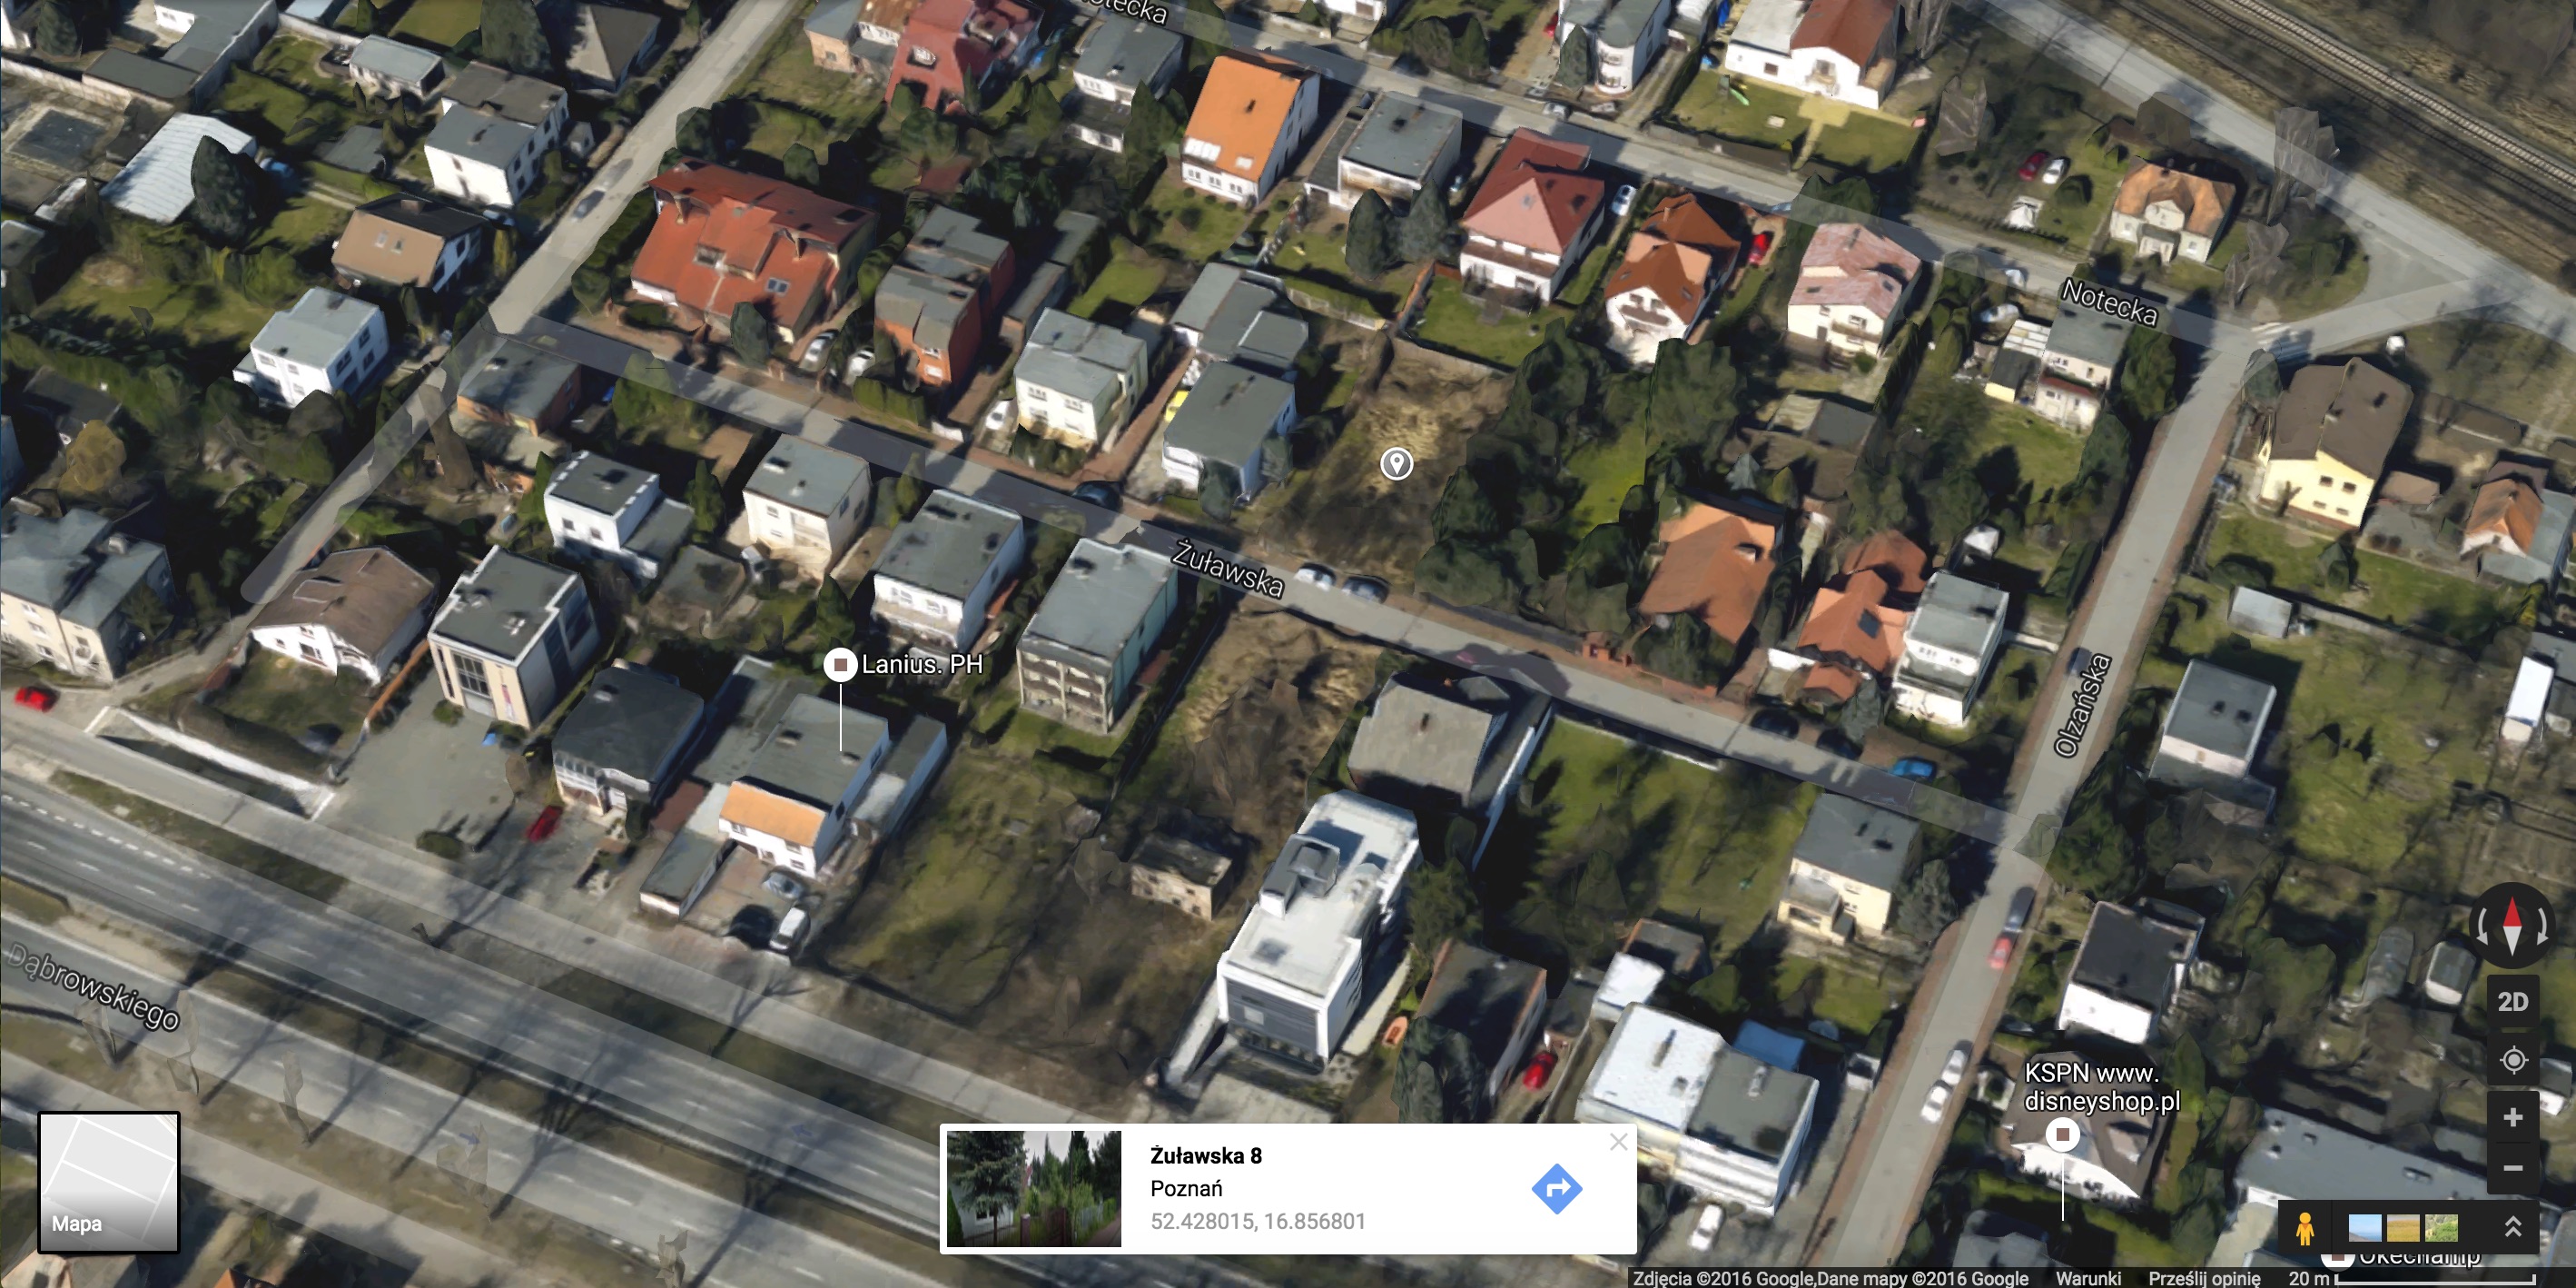 Notecka
Notecka
Żuławska
Lanius. PH
Olzańska
Dąbrowskiego
KSPN www.
disneyshop.pl
2D
Mapa
Żuławska 8
Poznań
52.428015, 16.856801
Okechamp
Zdjęcia ©2016 Google,Dane mapy ©2016 Google Warunki Prześlij opinię 20 m